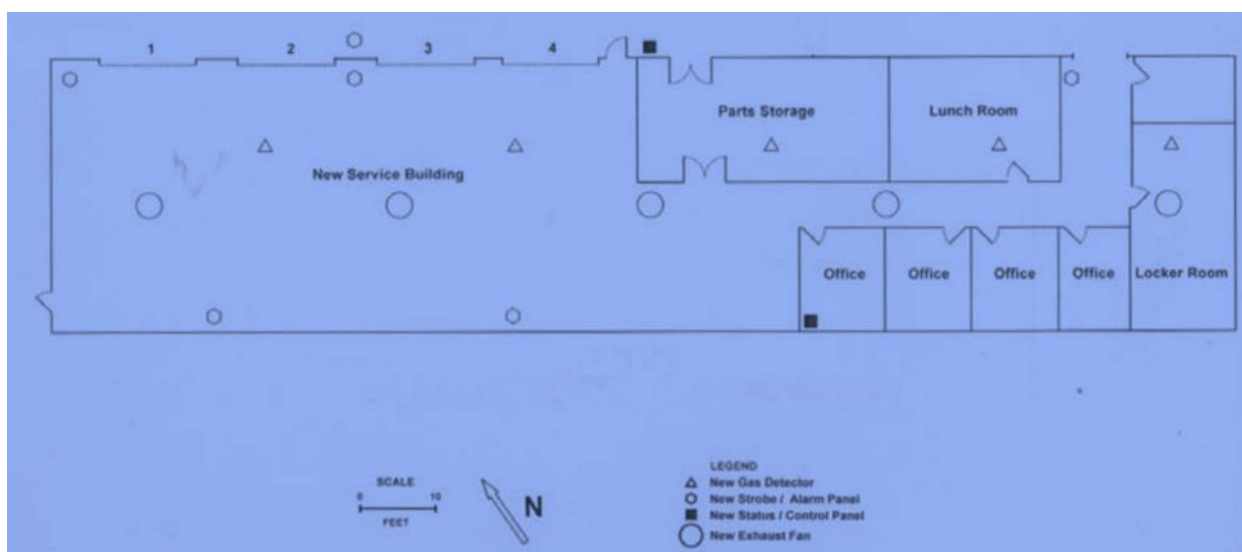 1 2 3 4
Parts Storage Lunch Room
New Service Building
Office Office Office Office Locker Room
SCALE
0 10
FEET
N
LEGEND
New Gas Detector
New Strobe / Alarm Panel
New Status / Control Panel
New Exhaust Fan